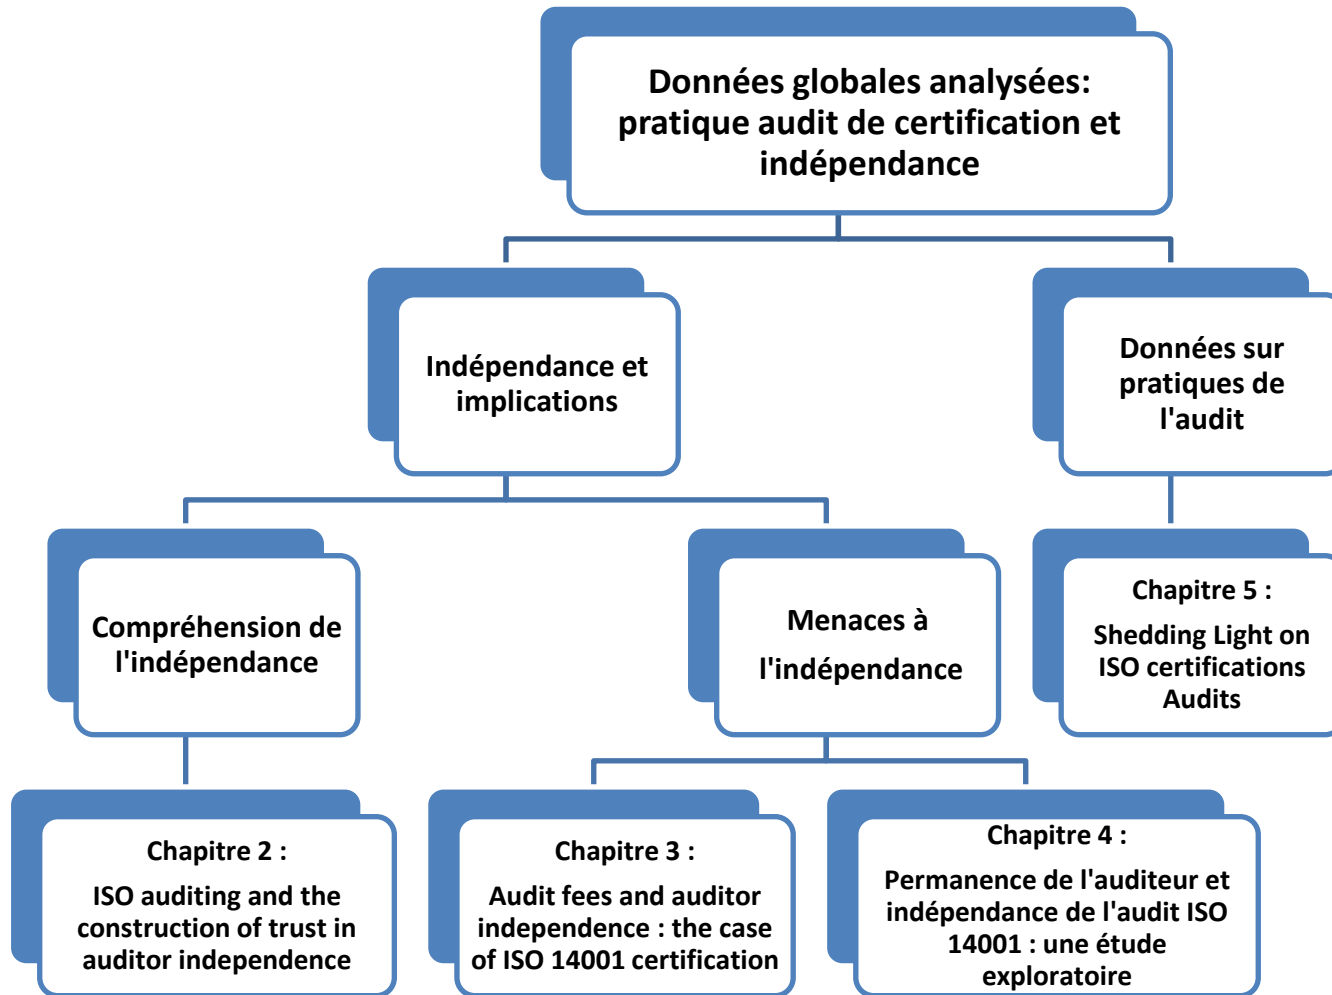 Données globales analysées:
pratique audit de certification et
indépendance
Indépendance et
implications
Données sur
pratiques de
l'audit
Compréhension de
l'indépendance
Menaces à
l'indépendance
Chapitre 5 :
Shedding Light on
ISO certifications
Audits
Chapitre 2 :
ISO auditing and the
construction of trust in
auditor independence
Chapitre 3 :
Audit fees and auditor
independence : the case
of ISO 14001 certification
Chapitre 4 :
Permanence de l'auditeur et
indépendance de l'audit ISO
14001 : une étude
exploratoire